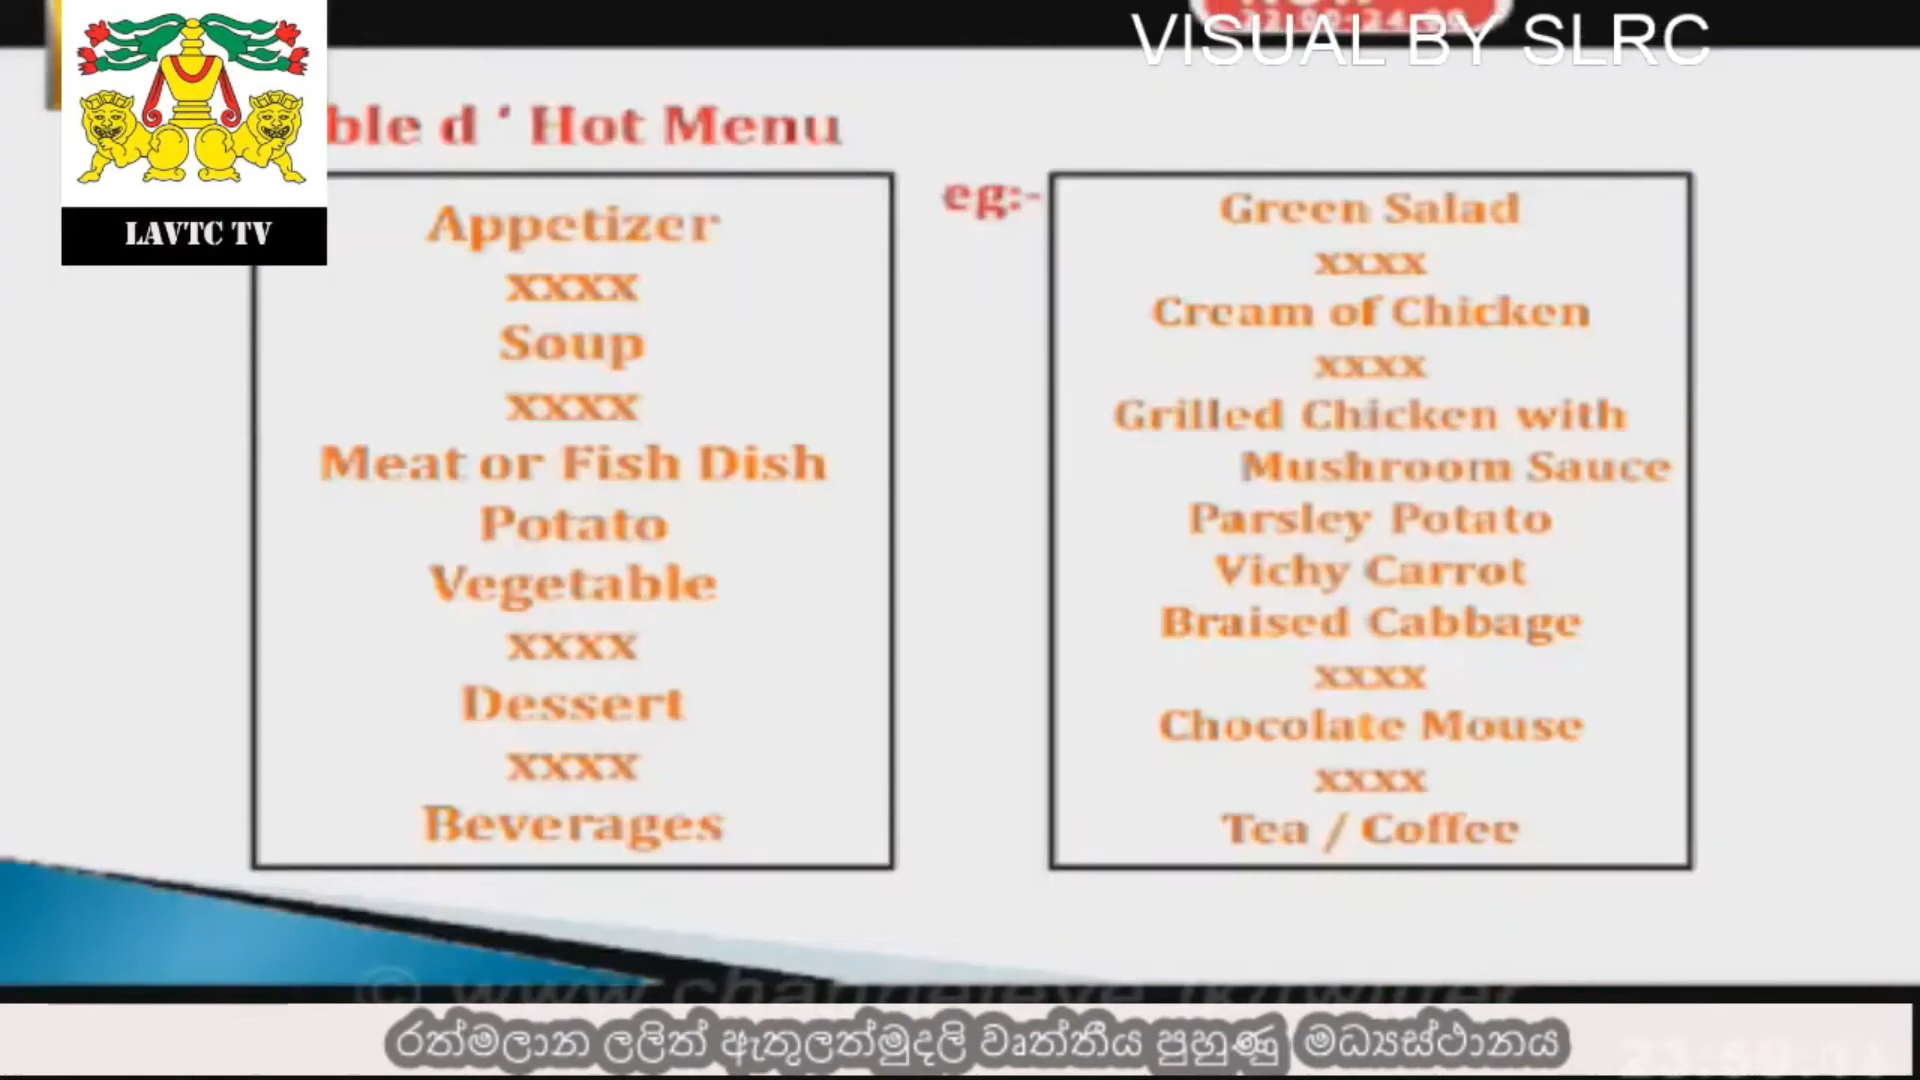 VISUAL BY SLRC
ble d ‘ Hot Menu
LAVTC TV
Appetizer
xxxx
Soup
xxxx
Meat or Fish Dish
Potato
Vegetable
xxxx
Dessert
xxxx
Beverages
eg:-
Green Salad
xxxx
Cream of Chicken
xxxx
Grilled Chicken with
Mushroom Sauce
Parsley Potato
Vichy Carrot
Braised Cabbage
xxxx
Chocolate Mouse
xxxx
Tea / Coffee
රත්මලාන ලලිත් ඇතුලත්මුදලි වෘත්තීය පුහුණු මධ්‍යස්ථානය